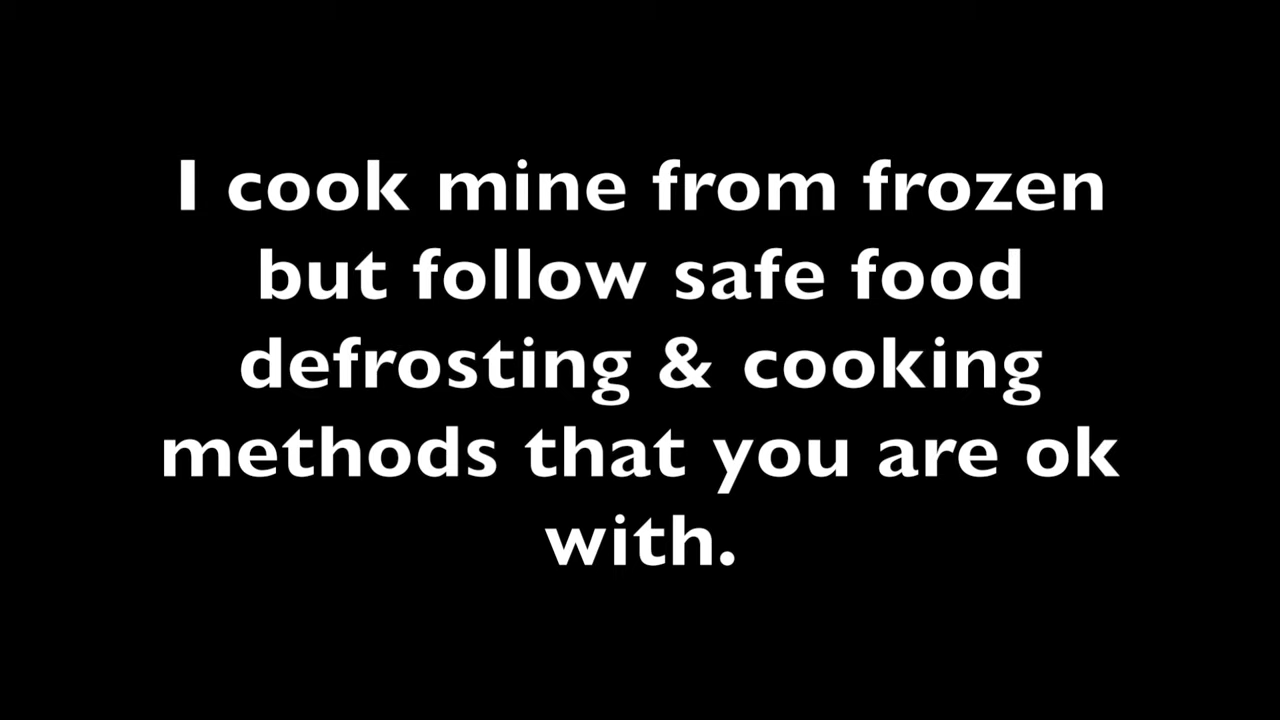 I cook mine from frozen
but follow safe food
defrosting & cooking
methods that you are ok
with.